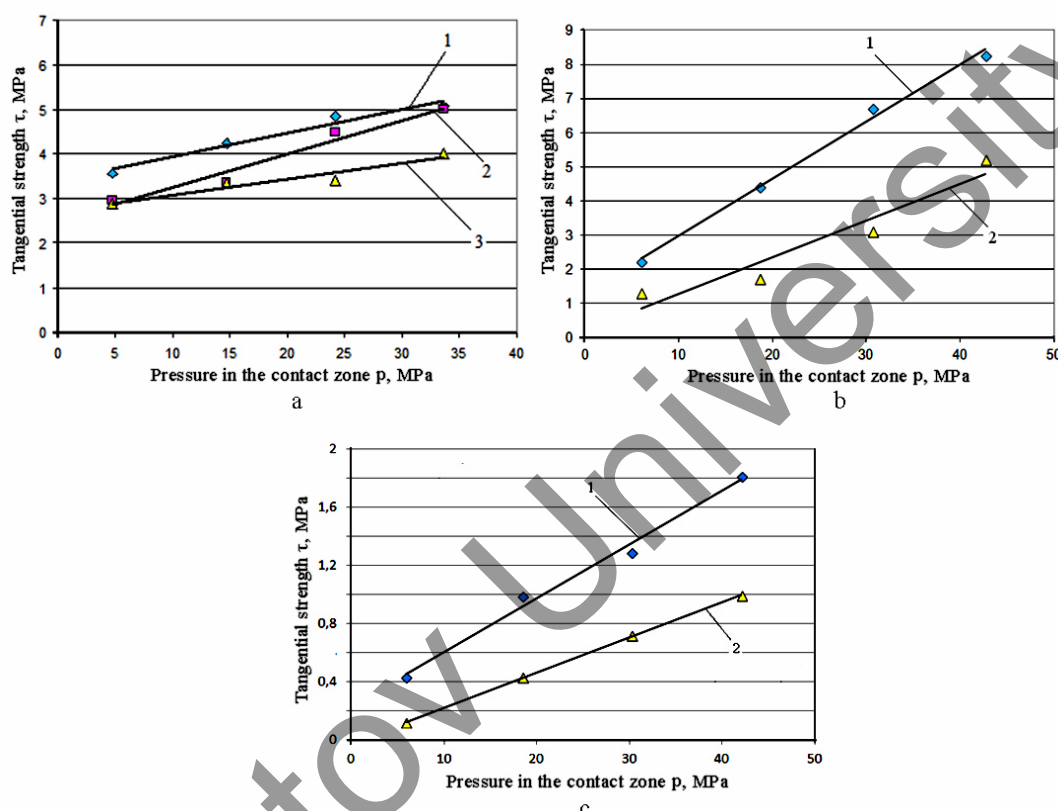 7
6
5
4
3
2
1
0
Tangential strength τ, MPa
1
2
3
0 5 10 15 20 25 30 35 40
Pressure in the contact zone p, MPa
a
9
8
7
6
5
4
3
2
1
0
Tangential strength τ, MPa
1
2
0 10 20 30 40 50
Pressure in the contact zone p, MPa
b
2
1,6
1,2
0,8
0,4
0
Tangential strength τ, MPa
1
2
0 10 20 30 40 50
Pressure in the contact zone p, MPa
c
tov University